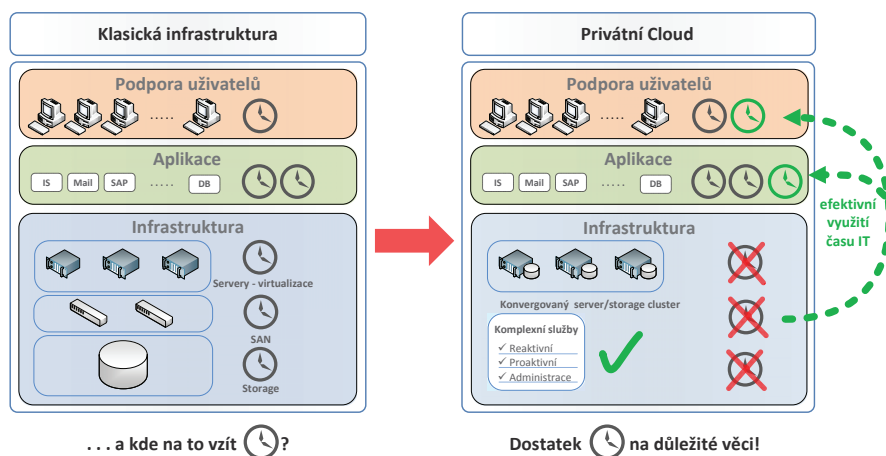 Klasická infrastruktura
Podpora uživatelů
.....
Aplikace
IS Mail SAP ..... DB
Infrastruktura
Servery - virtualizace
SAN
Storage
. . . a kde na to vzít ?
Privátní Cloud
Podpora uživatelů
.....
Aplikace
IS Mail SAP ..... DB
Infrastruktura
Konvergovaný server/storage cluster
Komplexní služby
✓ Reaktivní
✓ Proaktivní
✓ Administrace
efektivní
využití
času IT
Dostatek na důležité věci!